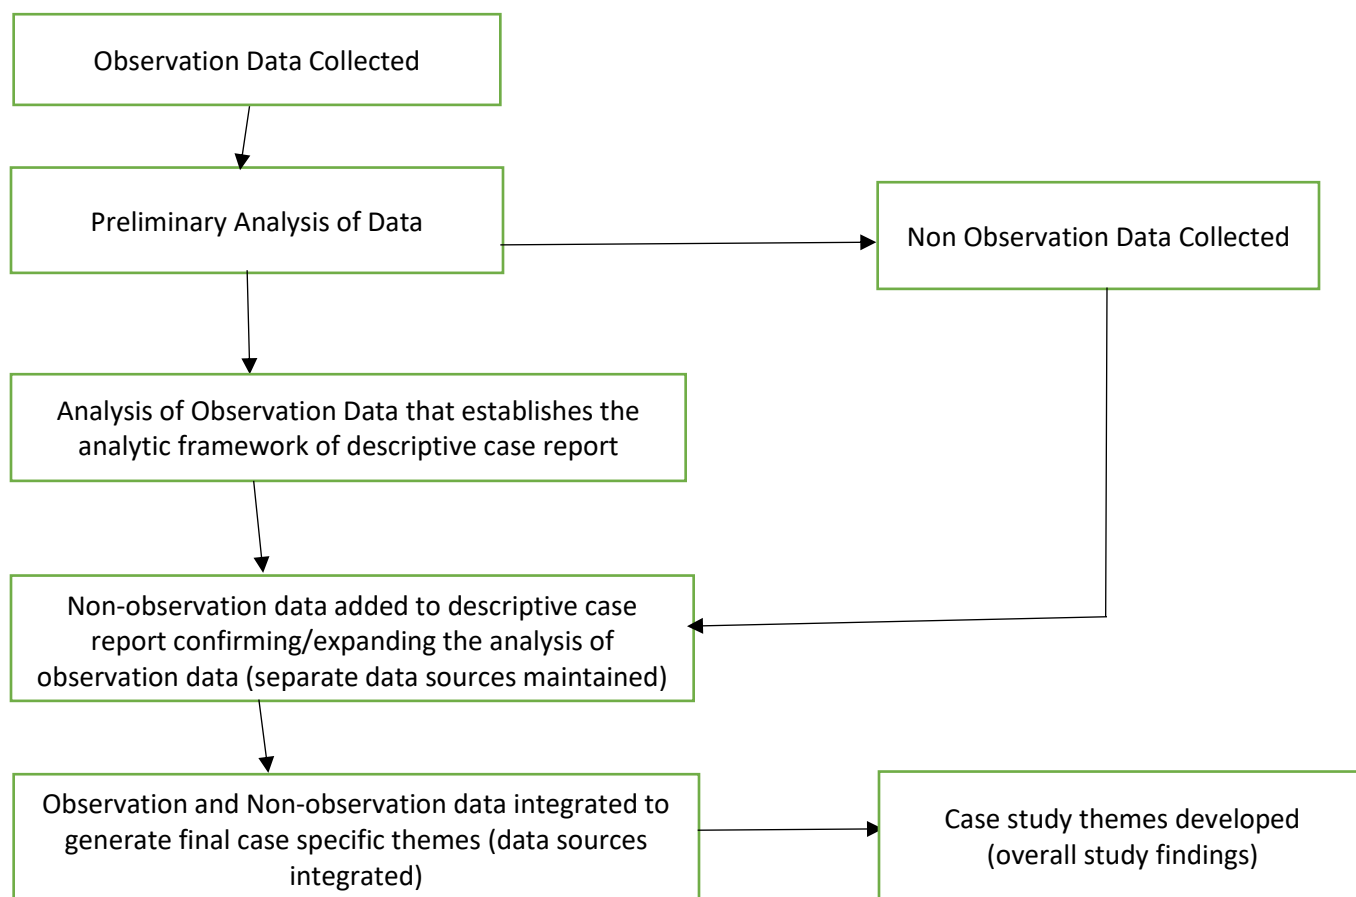 Observation Data Collected
Preliminary Analysis of Data
Non Observation Data Collected
Analysis of Observation Data that establishes the
analytic framework of descriptive case report
Non-observation data added to descriptive case
report confirming/expanding the analysis of
observation data (separate data sources maintained)
Observation and Non-observation data integrated to
generate final case specific themes (data sources
integrated)
Case study themes developed
(overall study findings)